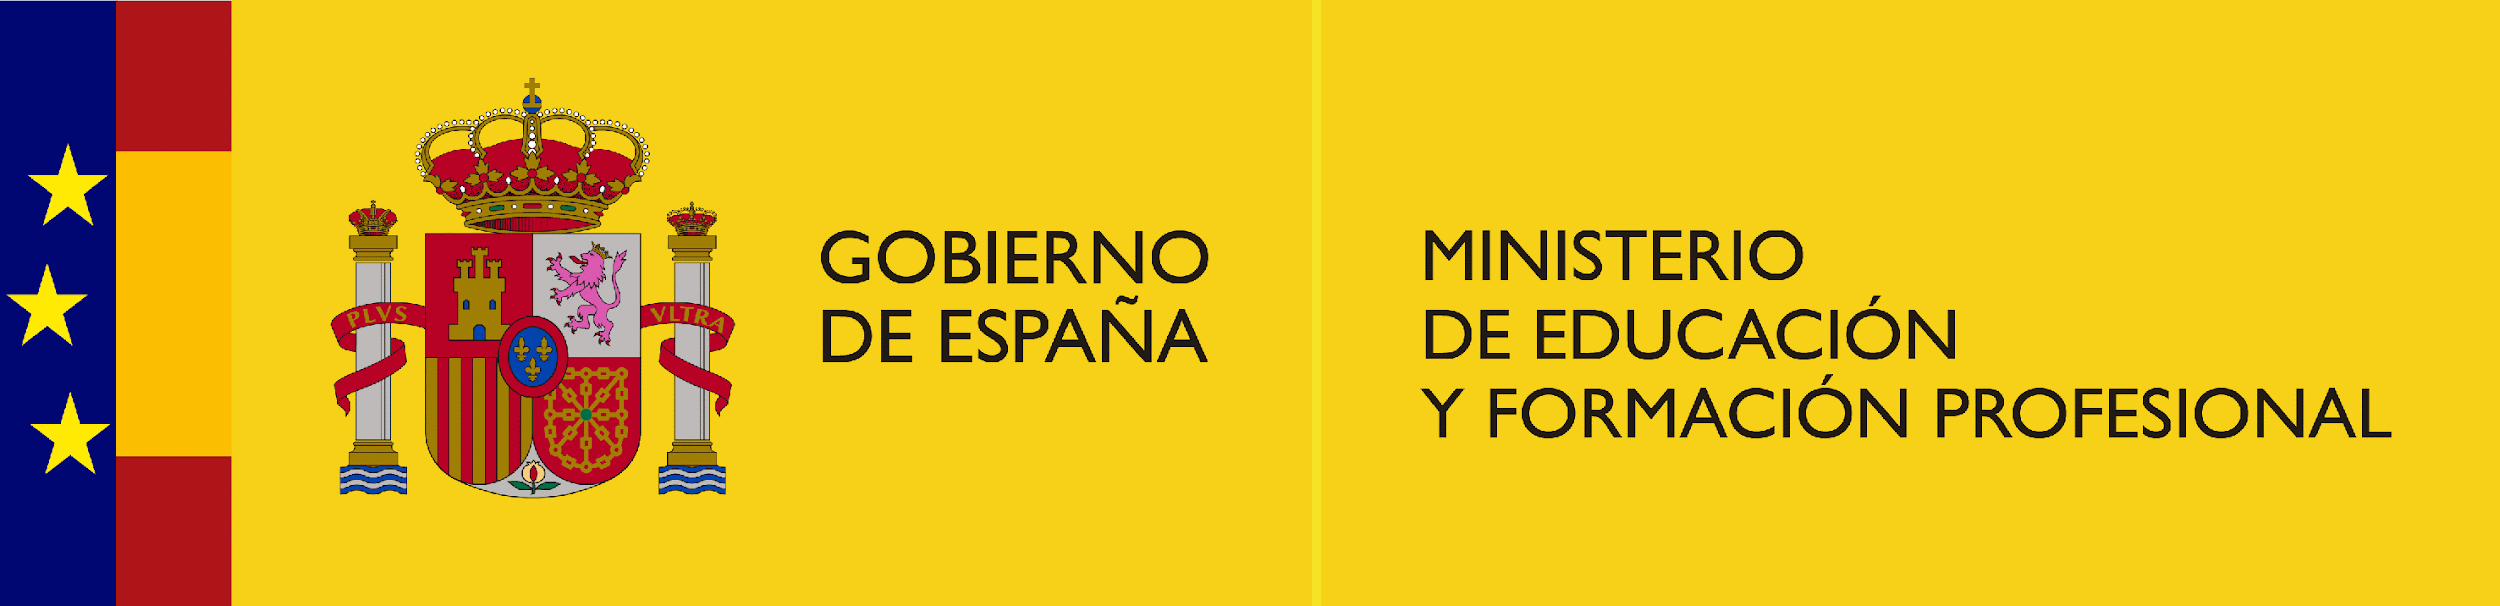 PLVS VLTRA
GOBIERNO
DE ESPAÑA
MINISTERIO
DE EDUCACIÓN
Y FORMACIÓN PROFESIONAL